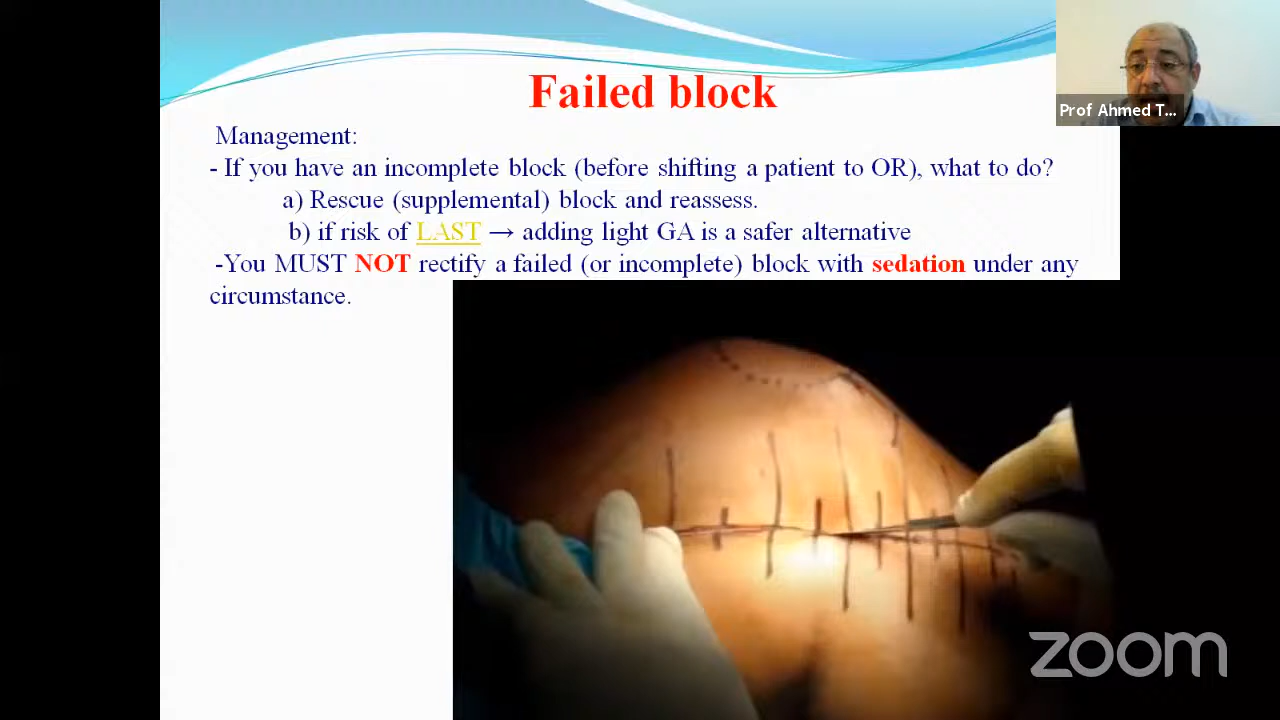 Failed block
Prof Ahmed T...
Management:
- If you have an incomplete block (before shifting a patient to OR), what to do?
a) Rescue (supplemental) block and reassess.
b) if risk of LAST → adding light GA is a safer alternative
-You MUST NOT rectify a failed (or incomplete) block with sedation under any
circumstance.
zoom